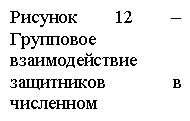 Рисунок 12 –
Групповое
взаимодействие
защитников в
численном